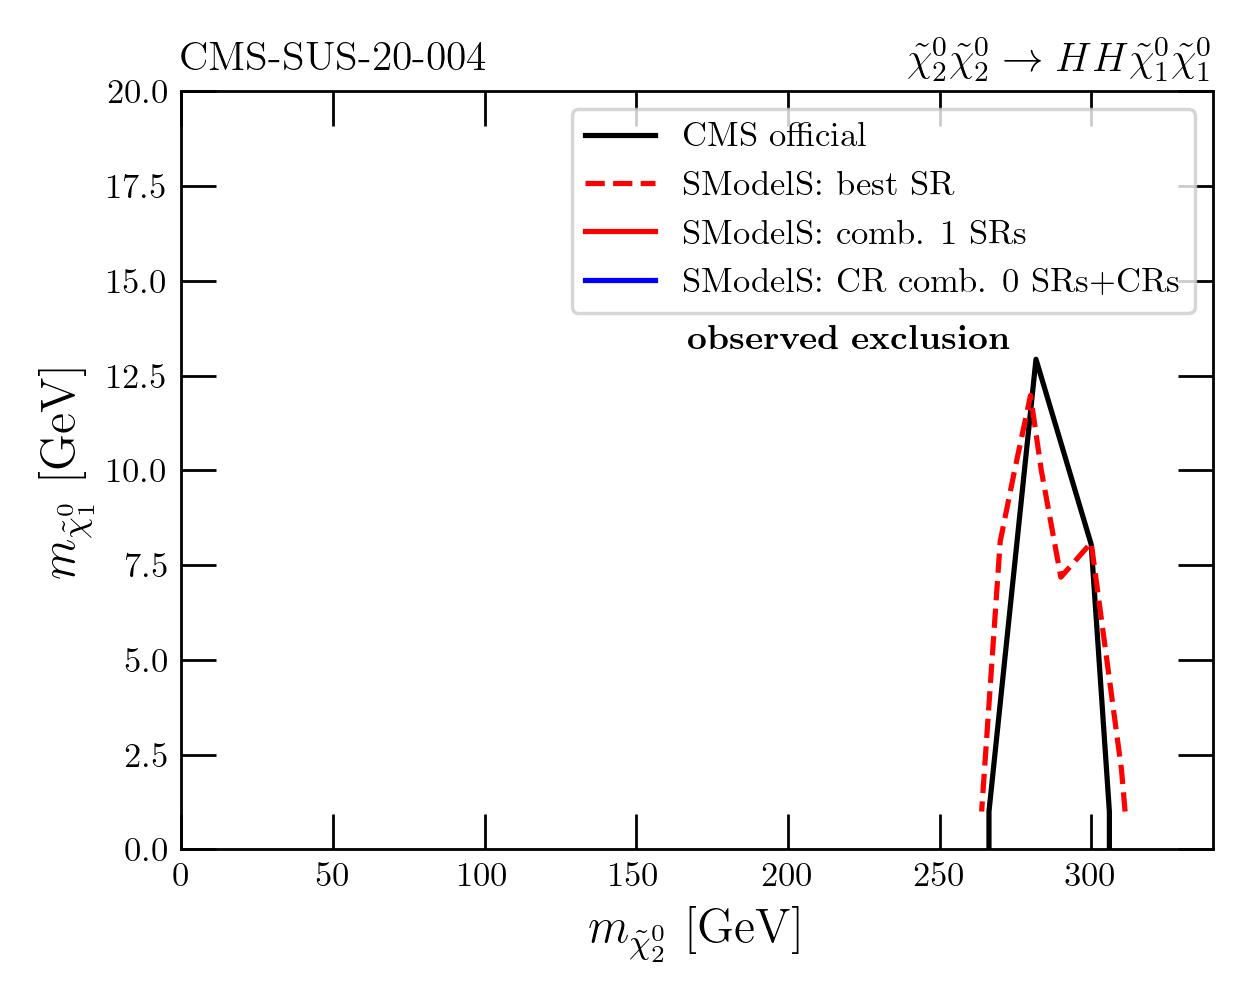 CMS-SUS-20-004
χ̃⁰₂χ̃⁰₂ → HHχ̃⁰₁χ̃⁰₁
CMS official
SModelS: best SR
SModelS: comb. 1 SRs
SModelS: CR comb. 0 SRs+CRs
observed exclusion
20.0
17.5
15.0
12.5
10.0
7.5
5.0
2.5
0.0
m_χ̃⁰₁ [GeV]
0 50 100 150 200 250 300
m_χ̃⁰₂ [GeV]